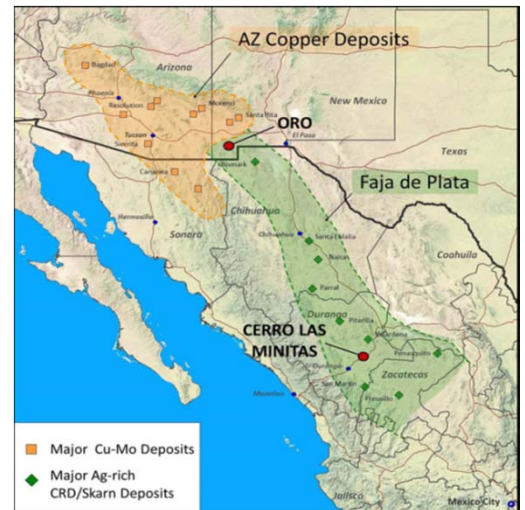 AZ Copper Deposits
Arizona
Bagdad
Phoenix
Resolution
Morenci
New Mexico
Santa Rita
ORO
Tucson
El Paso
Sierrita
Texas
Cananea
Faja de Plata
Hermosillo
Sonora
Chihuahua
Chihuahua
Santa Eulalia
Naica
Coahuila
Parral
Durango
Pitarilla
CERRO LAS
MINITAS
Velardena
Penasquito
Durango
Zacatecas
San Martin
Fresnillo
Mazatlan
Major Cu-Mo Deposits
Major Ag-rich
CRD/Skarn Deposits
Jalisco
Mexico City